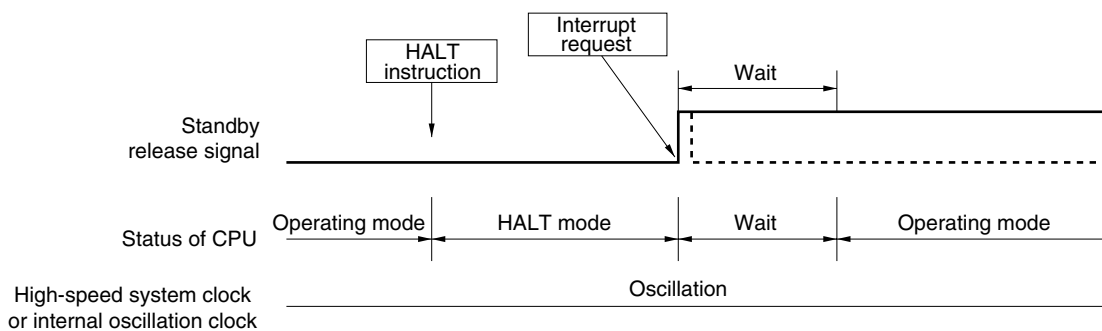 Interrupt
request
HALT
instruction
Wait
Standby
release signal
Status of CPU
Operating mode
HALT mode
Wait
Operating mode
High-speed system clock
or internal oscillation clock
Oscillation